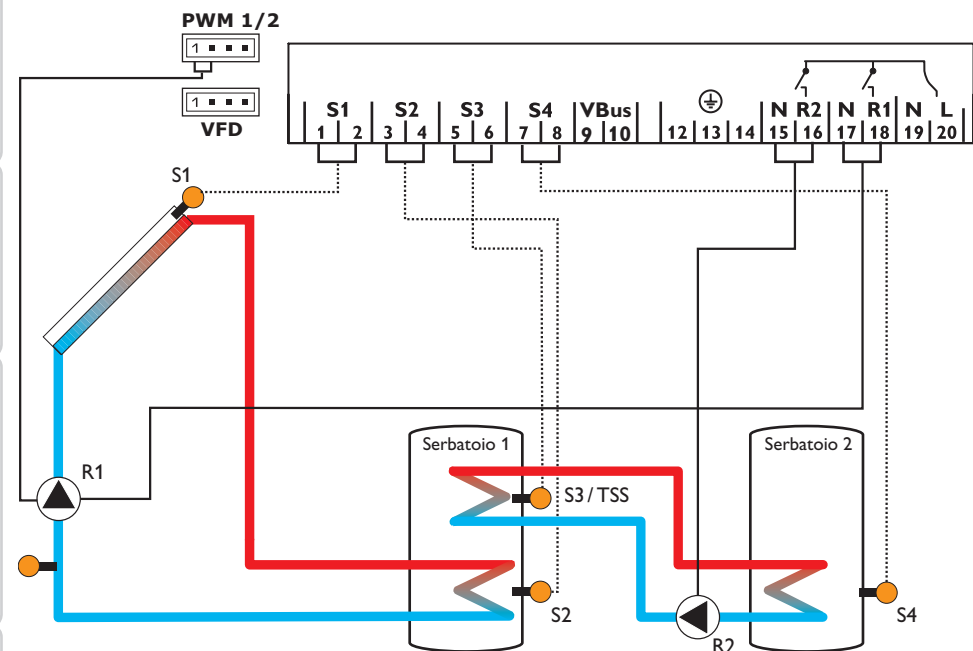 PWM 1/2
1
1
VFD
S1 S2 S3 S4 VBus N R2 N R1 N L
1 2 3 4 5 6 7 8 9 10 12 13 14 15 16 17 18 19 20
S1
R1
Serbatoio 1
Serbatoio 2
S3 / TSS
S2
S4
R2